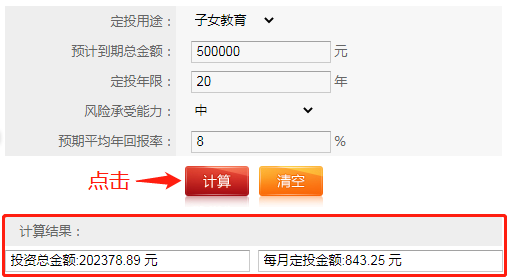 定投用途： 子女教育
预计到期总金额： 500000 元
定投年限： 20 年
风险承受能力： 中
预期平均年回报率： 8 %
点击 计算 清空
计算结果：
投资总金额:202378.89 元 每月定投金额:843.25 元